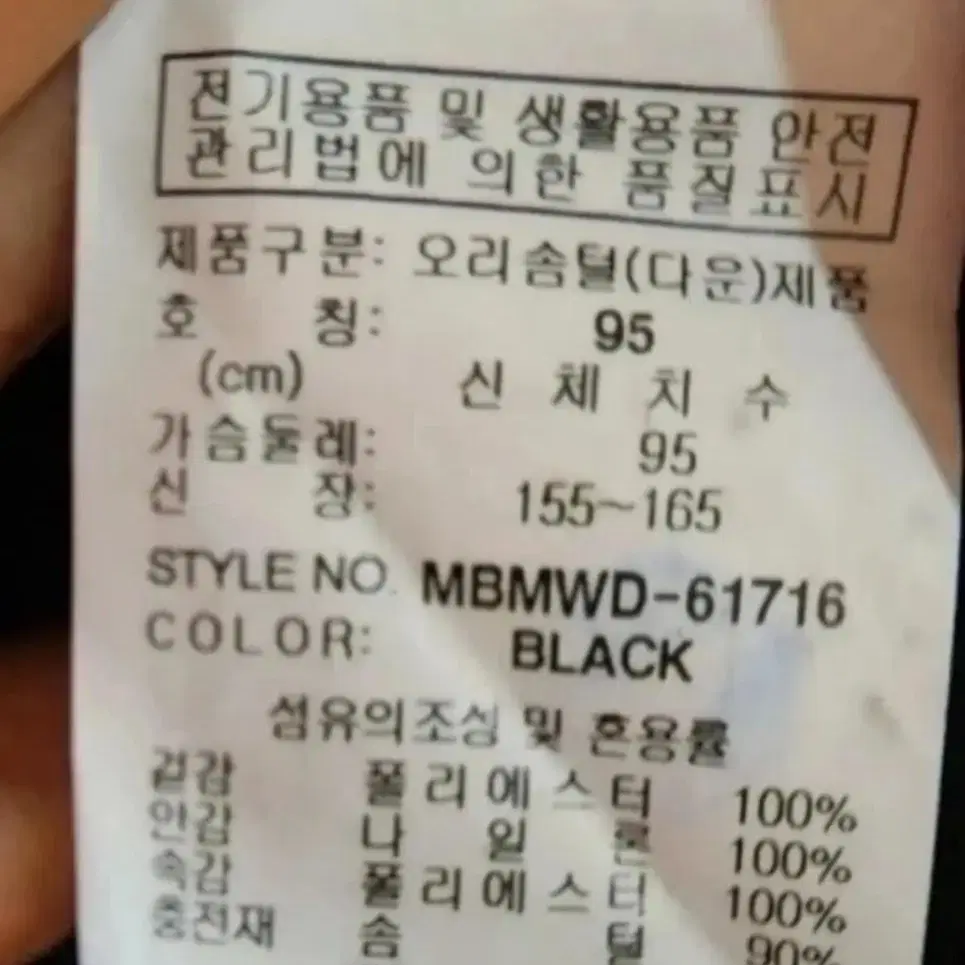 전기용품 및 생활용품 안전
관리법에 의한 품질표시
제품구분: 오리솜털(다운)제품
호 칭: 95
(cm) 신 체 치 수
가슴둘레: 95
신 장: 155~165
STYLE NO. MBMWD-61716
COLOR: BLACK
섬유의조성 및 혼용률
겉감 폴리에스터 100%
안감 나 일 론 100%
속감 폴리에스터 100%
충전재 솜 털 90%